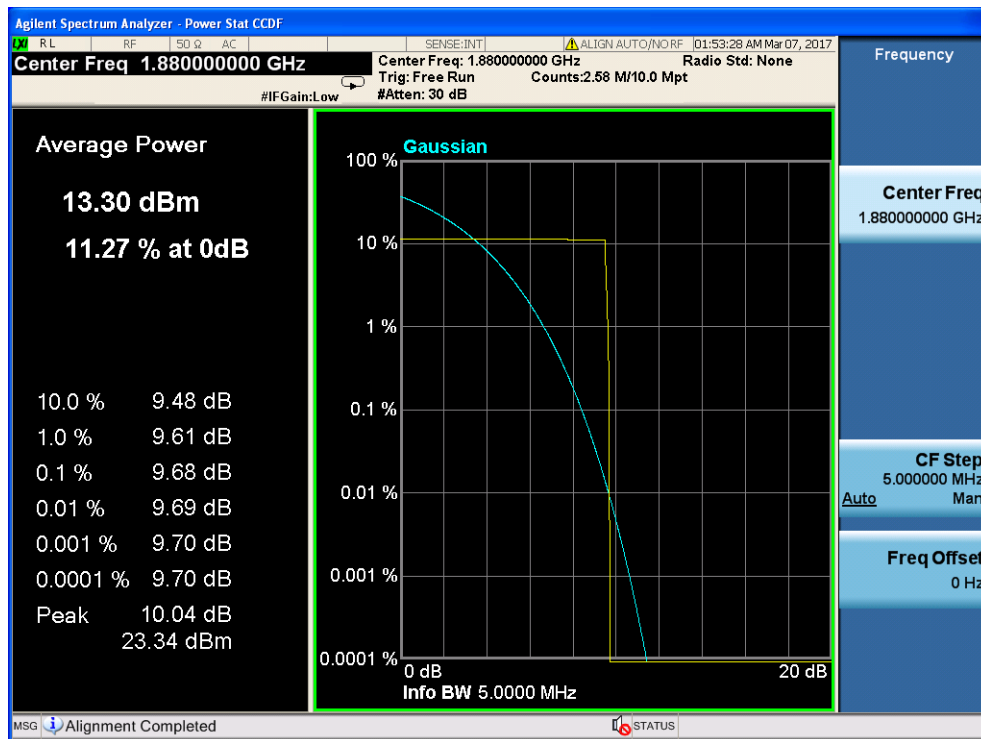 Agilent Spectrum Analyzer - Power Stat CCDF
LXI RL RF 50 Ω AC SENSE:INT ALIGN AUTO/NO RF 01:53:28 AM Mar 07, 2017
Center Freq 1.880000000 GHz
Center Freq: 1.880000000 GHz Radio Std: None
Trig: Free Run Counts:2.58 M/10.0 Mpt
#IFGain:Low #Atten: 30 dB
Frequency
Average Power
13.30 dBm
11.27 % at 0dB
10.0 % 9.48 dB
1.0 % 9.61 dB
0.1 % 9.68 dB
0.01 % 9.69 dB
0.001 % 9.70 dB
0.0001 % 9.70 dB
Peak 10.04 dB
23.34 dBm
Gaussian
100 %
10 %
1 %
0.1 %
0.01 %
0.001 %
0.0001 %
0 dB 20 dB
Info BW 5.0000 MHz
Center Freq
1.880000000 GHz
CF Step
5.000000 MHz
Auto Man
Freq Offset
0 Hz
MSG Alignment Completed STATUS